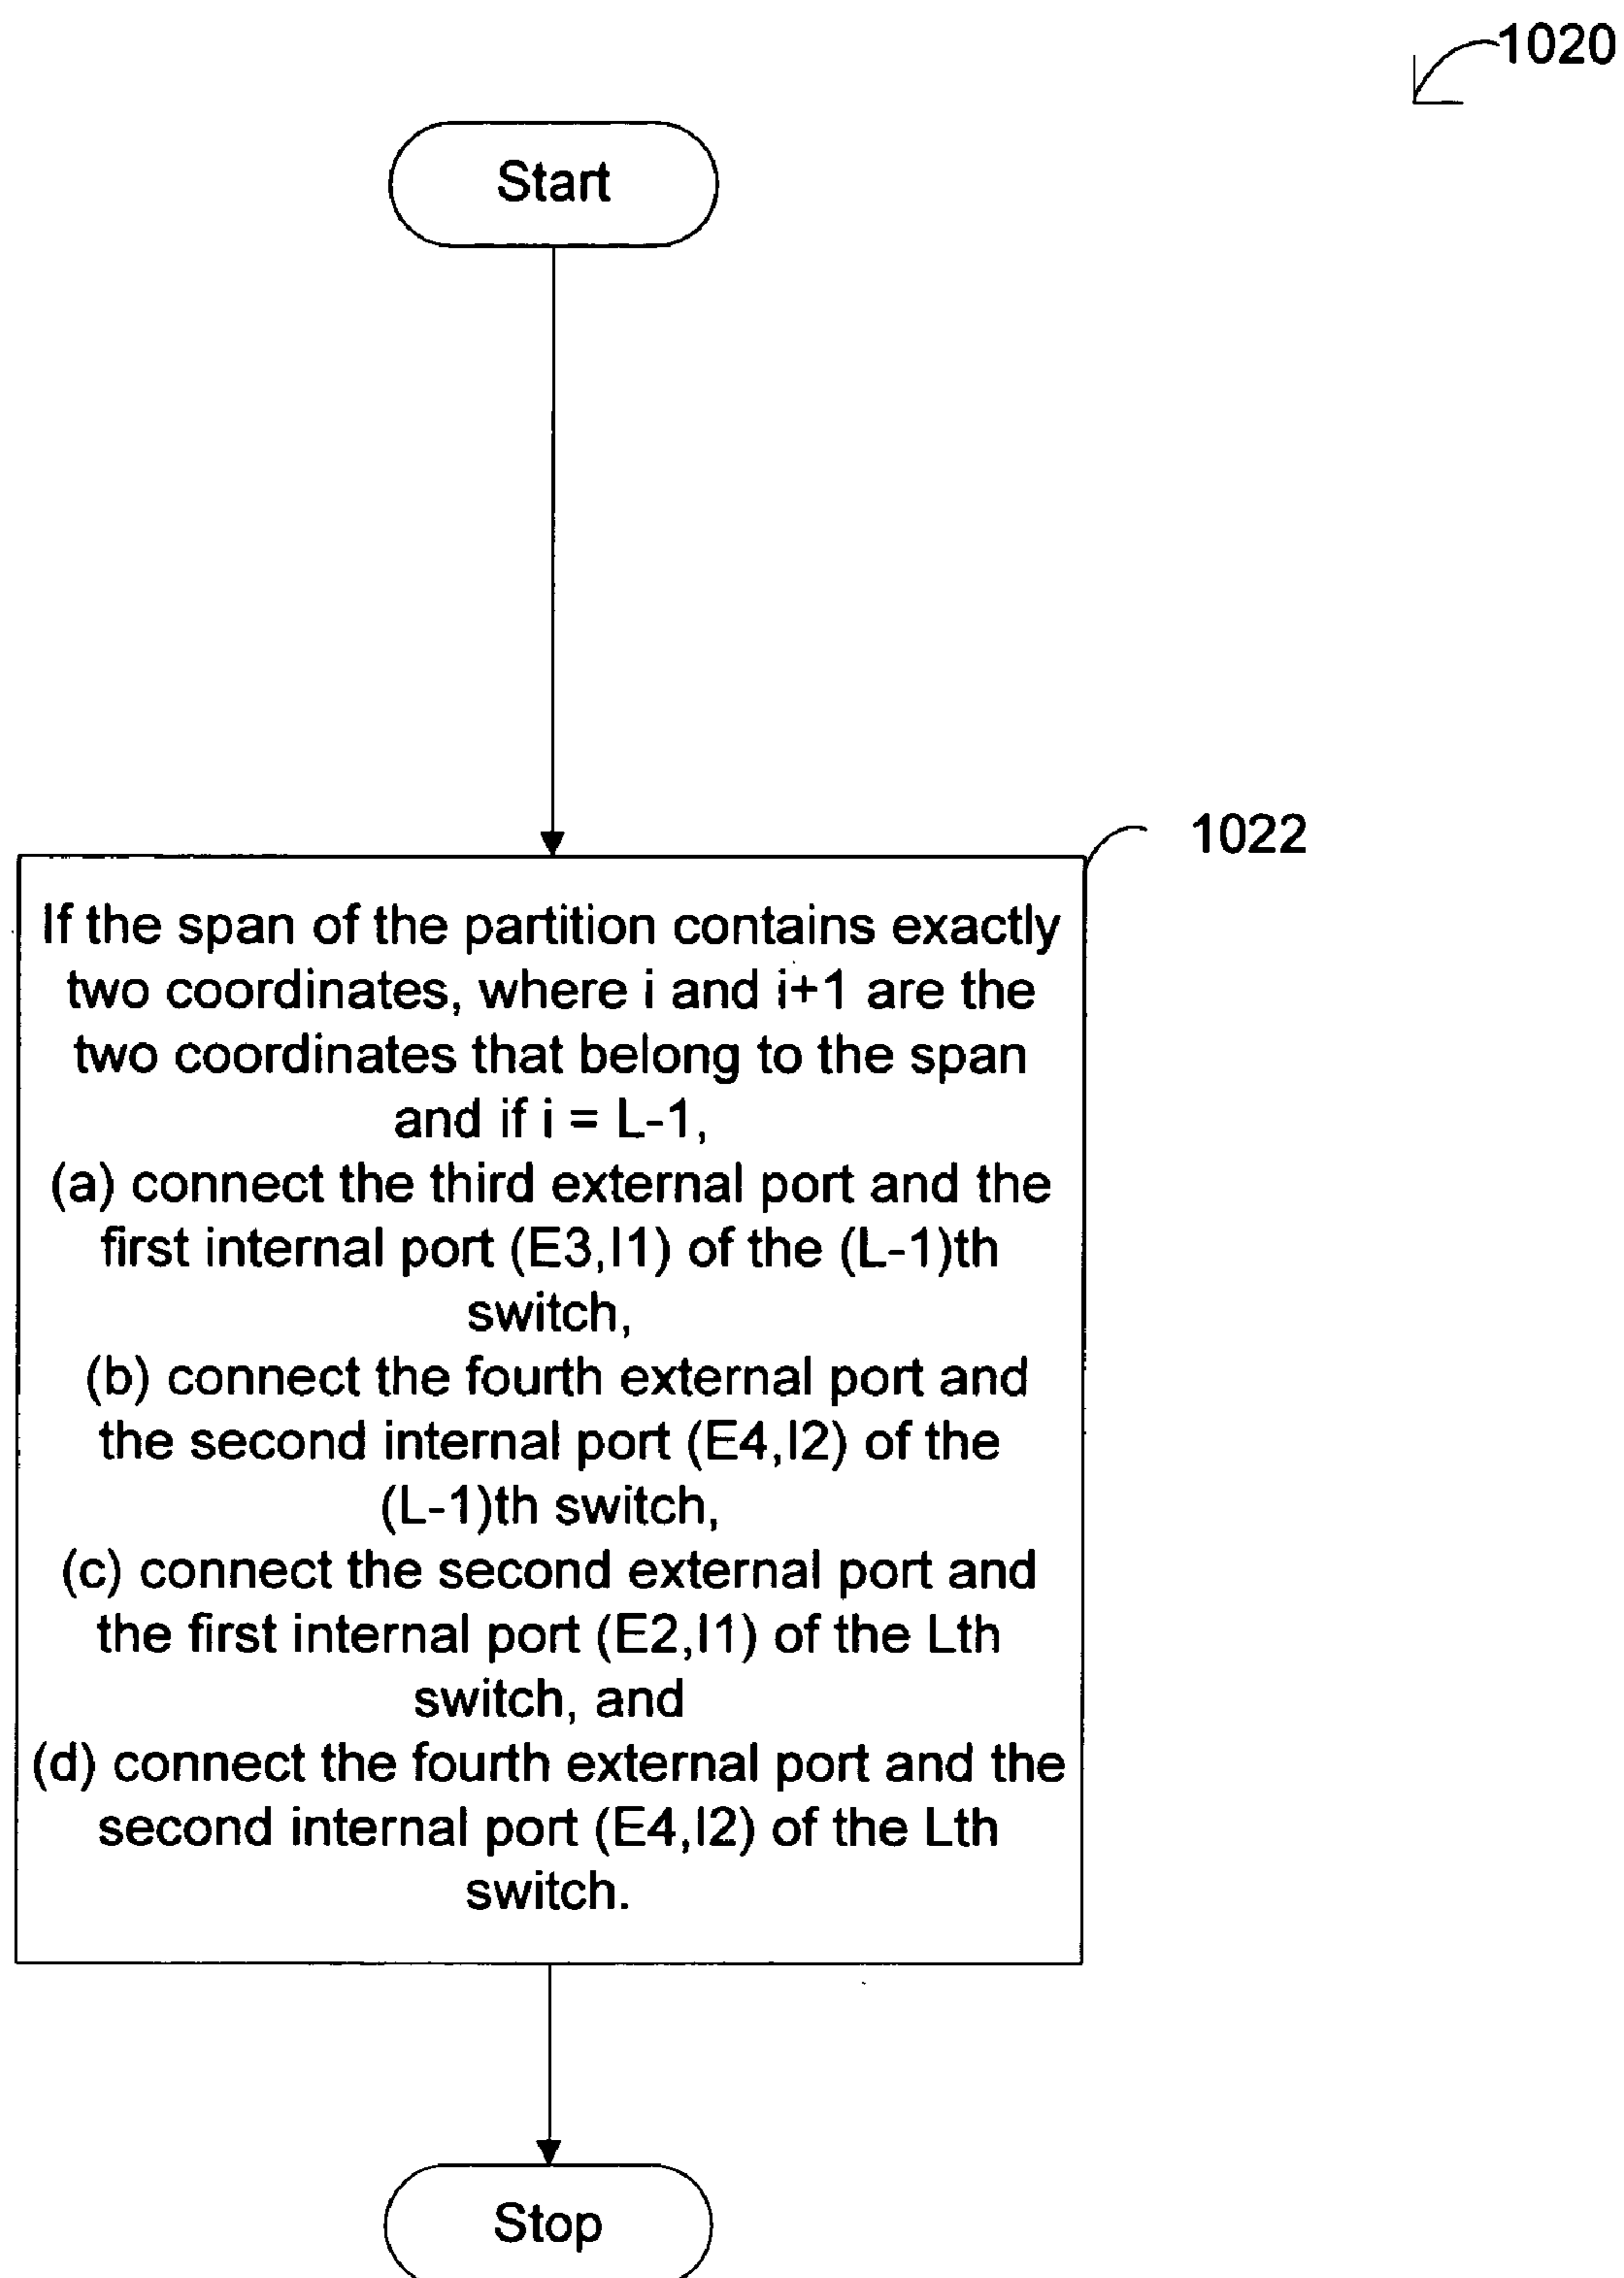 1020
Start
1022
If the span of the partition contains exactly
two coordinates, where i and i+1 are the
two coordinates that belong to the span
and if i = L-1,
(a) connect the third external port and the
first internal port (E3,I1) of the (L-1)th
switch,
(b) connect the fourth external port and
the second internal port (E4,I2) of the
(L-1)th switch,
(c) connect the second external port and
the first internal port (E2,I1) of the Lth
switch, and
(d) connect the fourth external port and the
second internal port (E4,I2) of the Lth
switch.
Stop